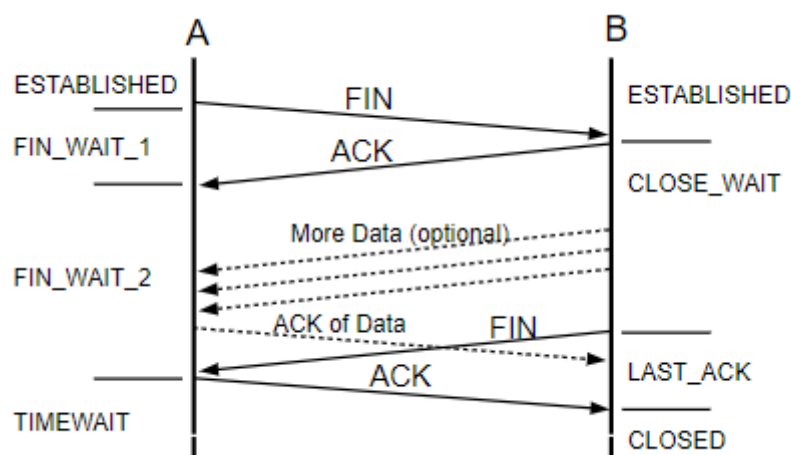 A
B
ESTABLISHED
FIN
ESTABLISHED
FIN_WAIT_1
ACK
CLOSE_WAIT
More Data (optional)
FIN_WAIT_2
ACK of Data
FIN
ACK
LAST_ACK
TIMEWAIT
CLOSED